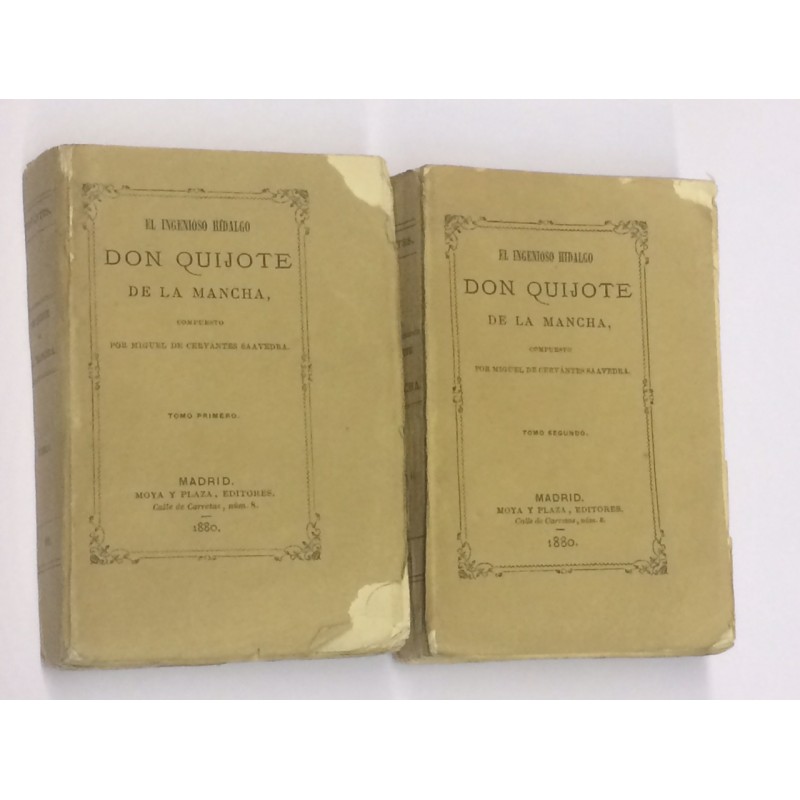 EL INGENIOSO HIDALGO
DON QUIJOTE
DE LA MANCHA,
COMPUESTO
POR MIGUEL DE CERVANTES SAAVEDRA.
TOMO PRIMERO.
MADRID.
MOYA Y PLAZA, EDITORES.
Calle de Carretas, núm. 8.
1880.
EL INGENIOSO HIDALGO
DON QUIJOTE
DE LA MANCHA,
COMPUESTO
POR MIGUEL DE CERVANTES SAAVEDRA.
TOMO SEGUNDO.
MADRID.
MOYA Y PLAZA, EDITORES.
Calle de Carretas, núm. 8.
1880.